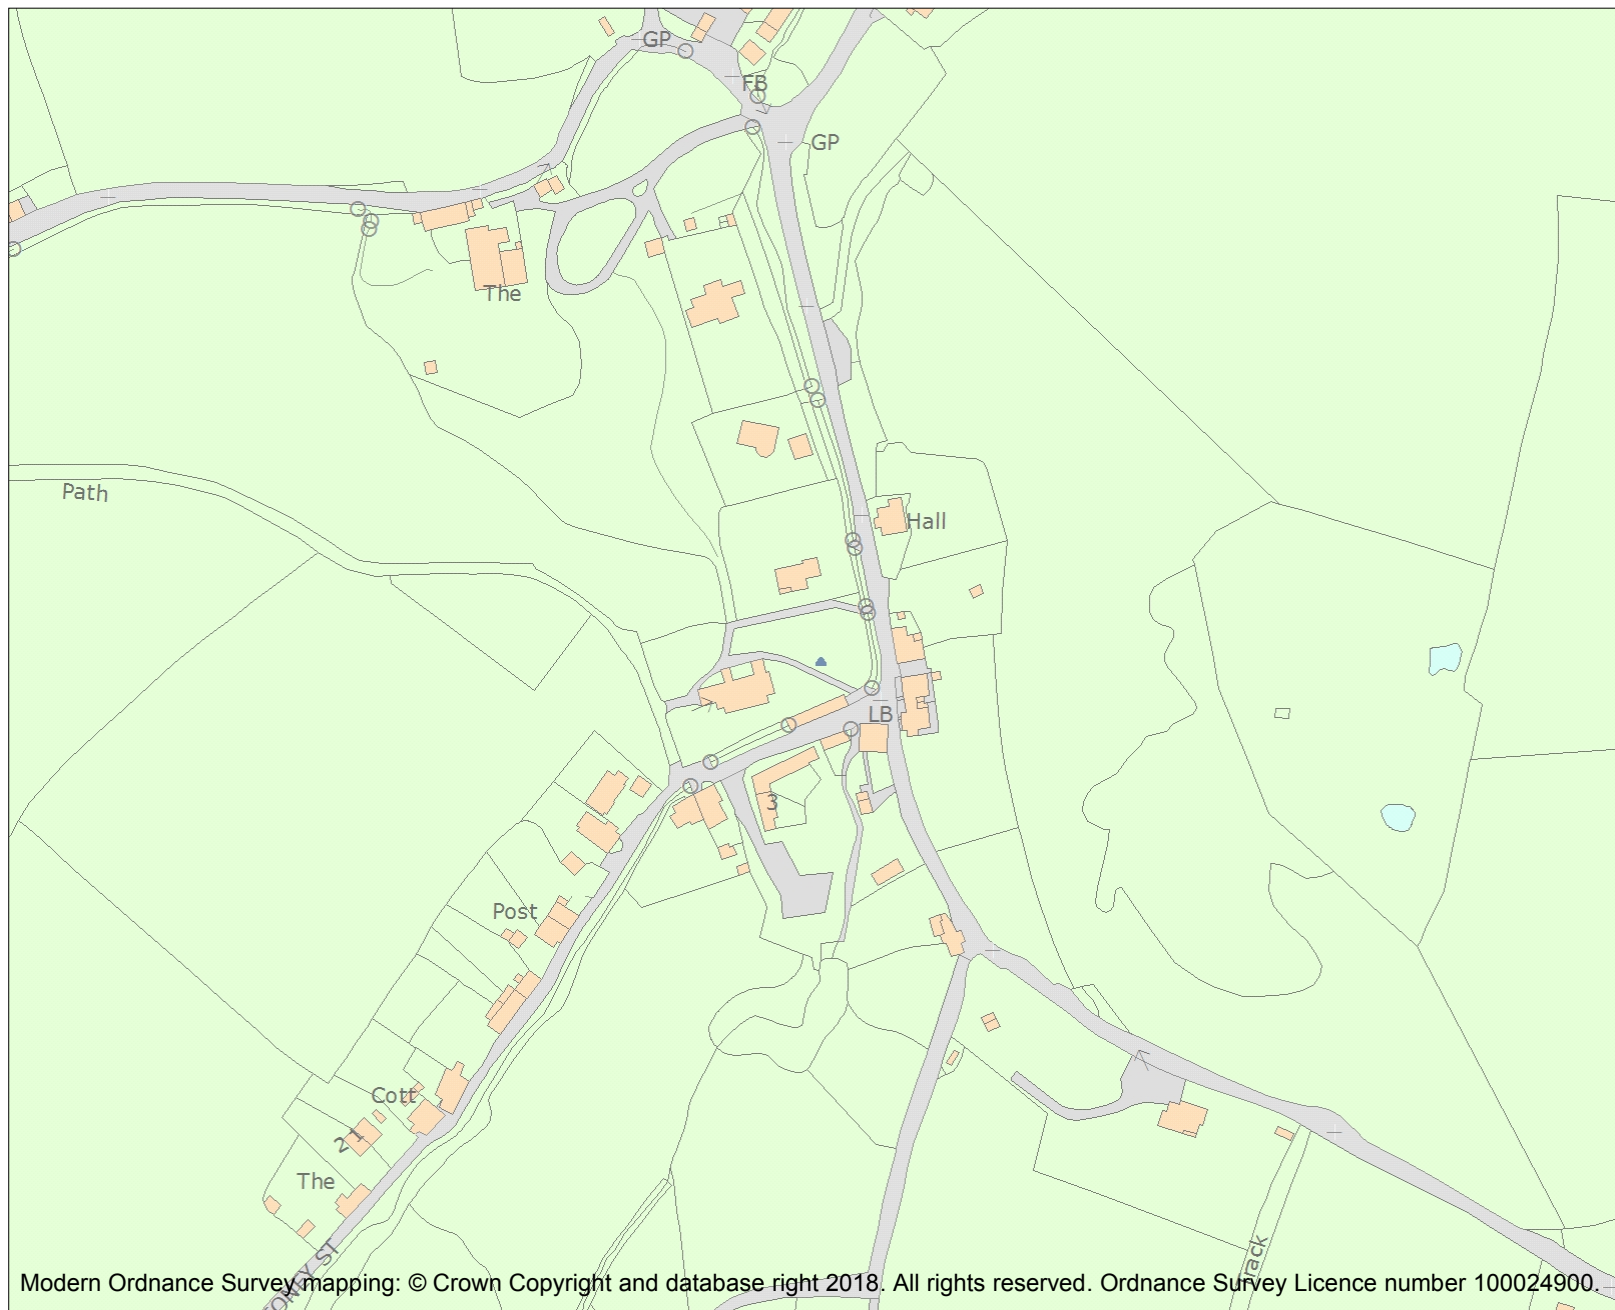 GP
FB
GP
The
Path
Hall
LB
3
Post
Cott
2 1
The
Modern Ordnance Survey mapping: © Crown Copyright and database right 2018. All rights reserved. Ordnance Survey Licence number 100024900.